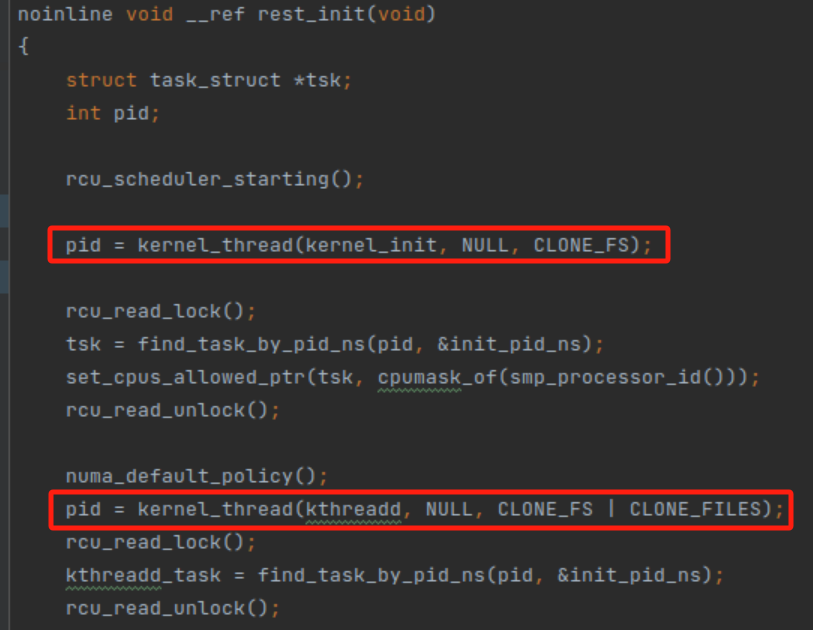 noinline void __ref rest_init(void)
{
    struct task_struct *tsk;
    int pid;
    rcu_scheduler_starting();
    pid = kernel_thread(kernel_init, NULL, CLONE_FS);
    rcu_read_lock();
    tsk = find_task_by_pid_ns(pid, &init_pid_ns);
    set_cpus_allowed_ptr(tsk, cpumask_of(smp_processor_id()));
    rcu_read_unlock();
    numa_default_policy();
    pid = kernel_thread(kthreadd, NULL, CLONE_FS | CLONE_FILES);
    rcu_read_lock();
    kthreadd_task = find_task_by_pid_ns(pid, &init_pid_ns);
    rcu_read_unlock();